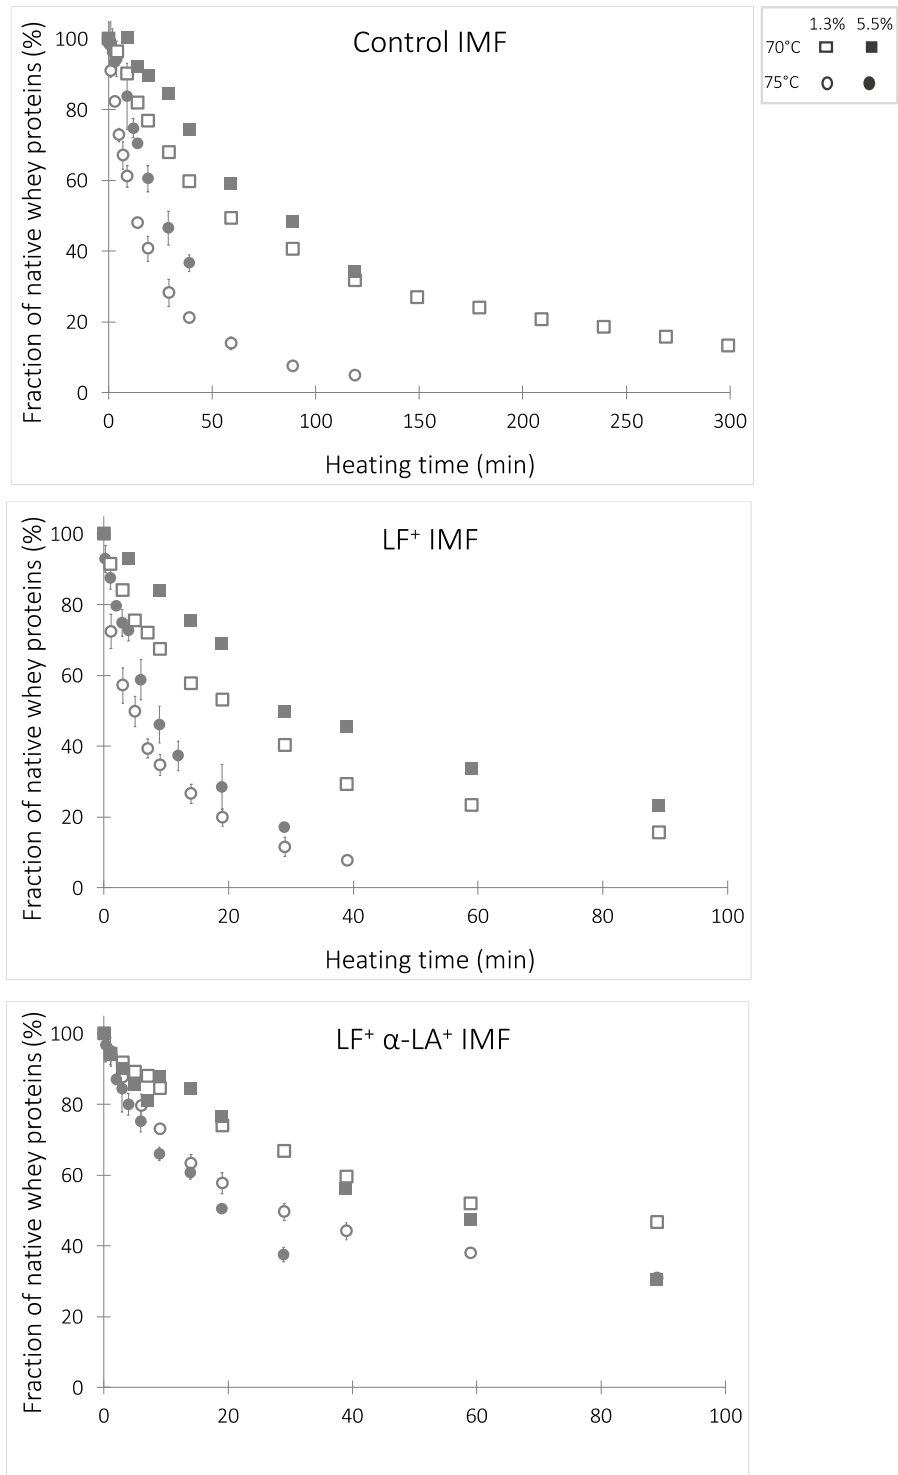 Control IMF
1.3% 5.5%
70°C
75°C
Fraction of native whey proteins (%)
100
80
60
40
20
0
0 50 100 150 200 250 300
Heating time (min)
LF⁺ IMF
Fraction of native whey proteins (%)
100
80
60
40
20
0
0 20 40 60 80 100
Heating time (min)
LF⁺ α-LA⁺ IMF
Fraction of native whey proteins (%)
100
80
60
40
20
0
0 20 40 60 80 100